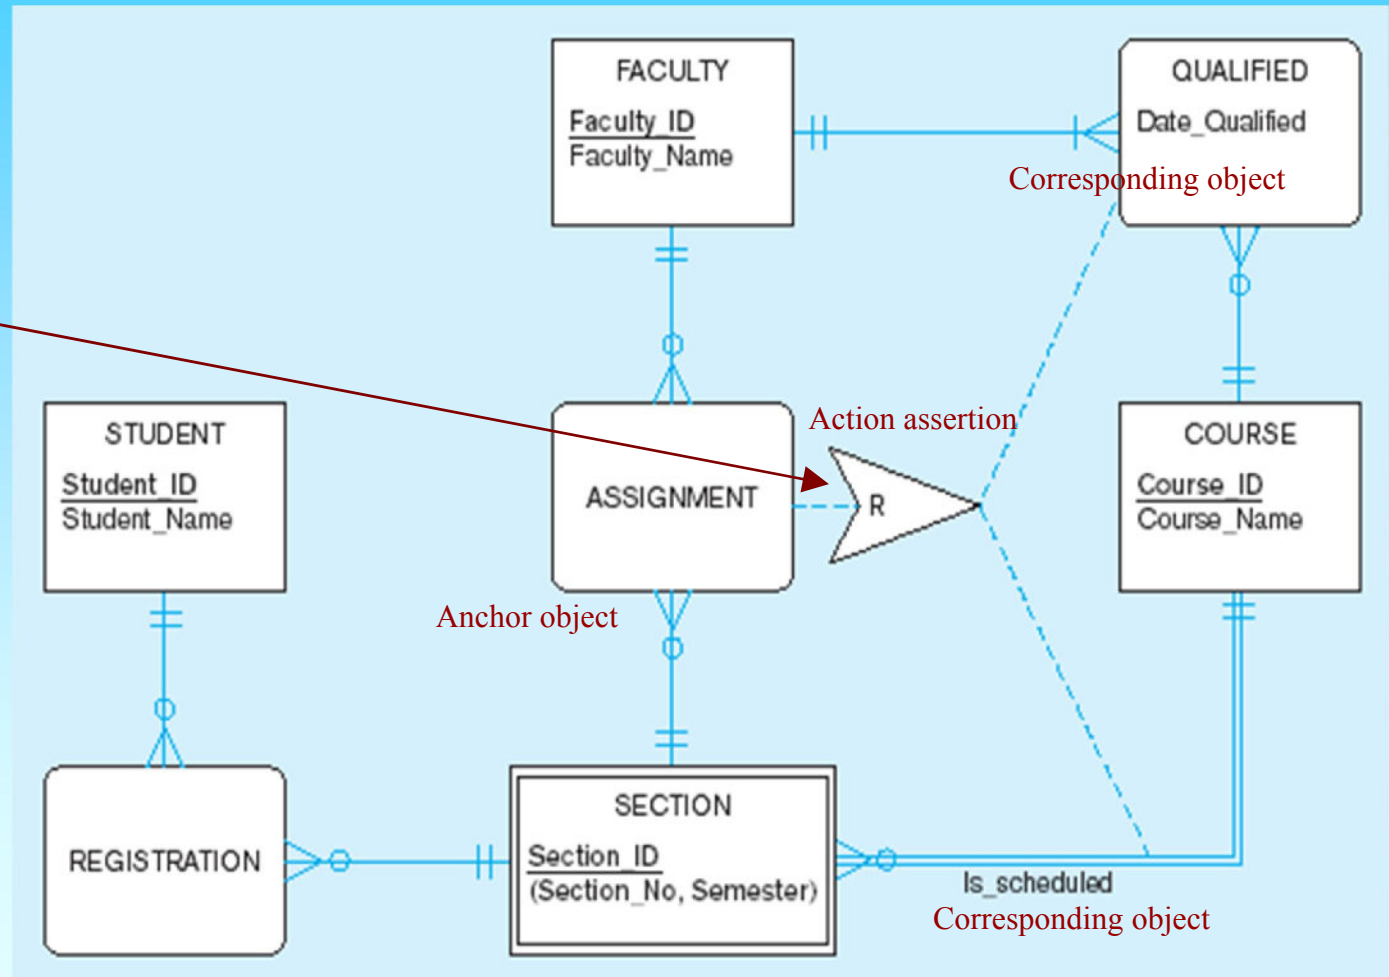 FACULTY
Faculty_ID
Faculty_Name
QUALIFIED
Date_Qualified
Corresponding object
STUDENT
Student_ID
Student_Name
ASSIGNMENT
Action assertion
R
COURSE
Course_ID
Course_Name
Anchor object
REGISTRATION
SECTION
Section_ID
(Section_No, Semester)
Is_scheduled
Corresponding object